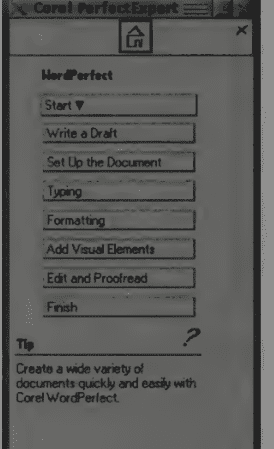 Corel PerfectExpert
WordPerfect
Start ▼
Write a Draft
Set Up the Document
Typing
Formatting
Add Visual Elements
Edit and Proofread
Finish
Tip
?
Create a wide variety of
documents quickly and easily with
Corel WordPerfect.